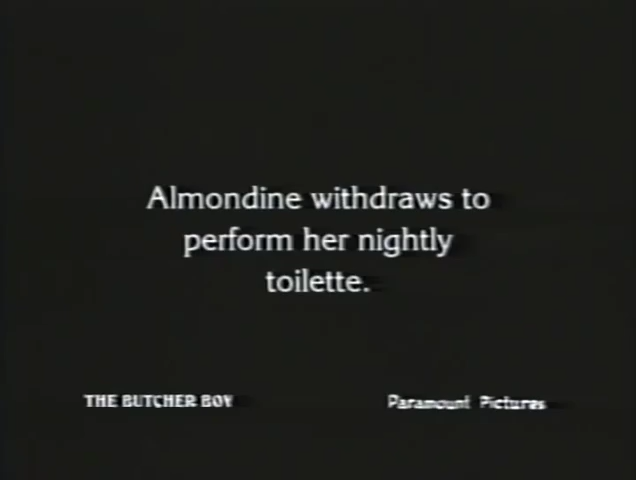 Almondine withdraws to
perform her nightly
toilette.
THE BUTCHER BOY
Paramount Pictures